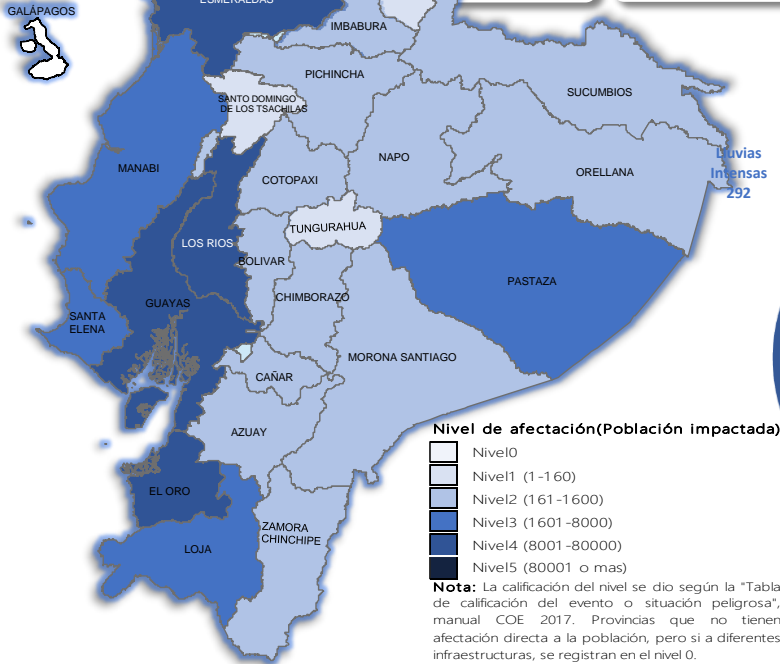 ESMERALDAS
GALÁPAGOS
IMBABURA
PICHINCHA
SUCUMBIOS
SANTO DOMINGO
DE LOS TSACHILAS
MANABI
NAPO
COTOPAXI
ORELLANA
Lluvias
Intensas
292
TUNGURAHUA
LOS RIOS
BOLIVAR
PASTAZA
CHIMBORAZO
GUAYAS
SANTA
ELENA
MORONA SANTIAGO
CAÑAR
AZUAY
EL ORO
ZAMORA
CHINCHIPE
LOJA
Nivel de afectación(Población impactada)
Nivel0
Nivel1 (1-160)
Nivel2 (161-1600)
Nivel3 (1601-8000)
Nivel4 (8001-80000)
Nivel5 (80001 o mas)
Nota: La calificación del nivel se dio según la "Tabla
de calificación del evento o situación peligrosa",
manual COE 2017. Provincias que no tienen
afectación directa a la población, pero si a diferentes
infraestructuras, se registran en el nivel 0.